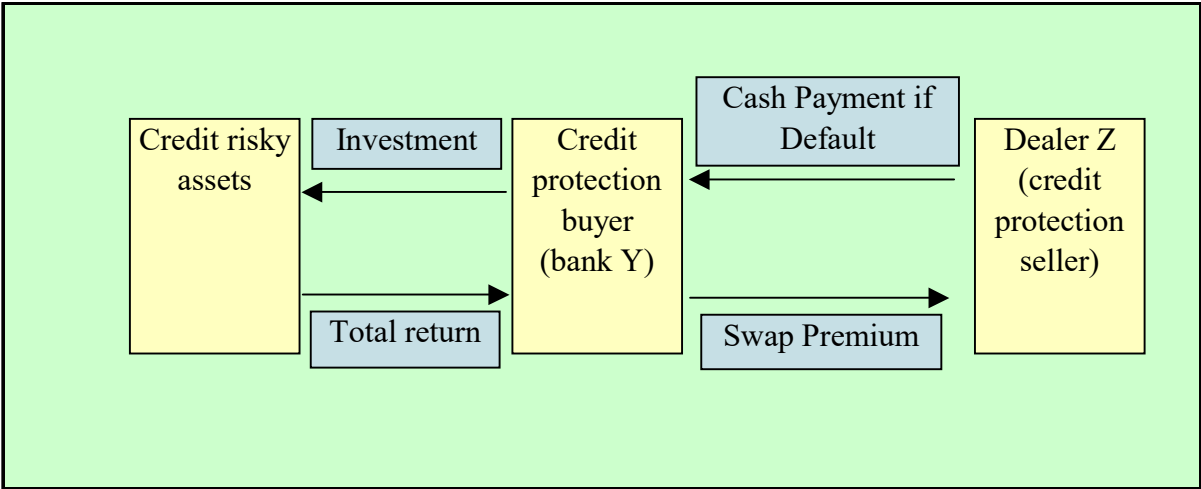 Credit risky
assets
Investment
Total return
Credit
protection
buyer
(bank Y)
Cash Payment if
Default
Swap Premium
Dealer Z
(credit
protection
seller)